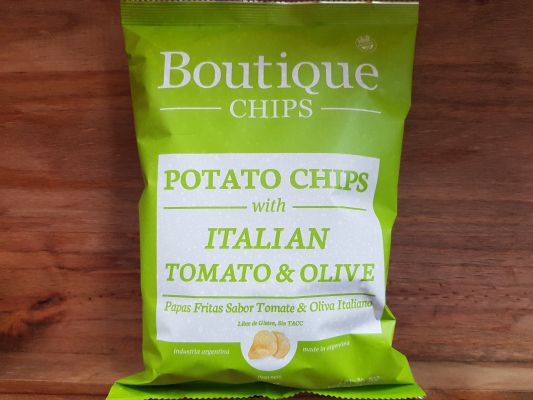 Boutique
CHIPS
POTATO CHIPS
with
ITALIAN
TOMATO & OLIVE
Papas Fritas Sabor Tomate & Oliva Italiano
Libre de Gluten, Sin TACC
industria argentina
made in argentina